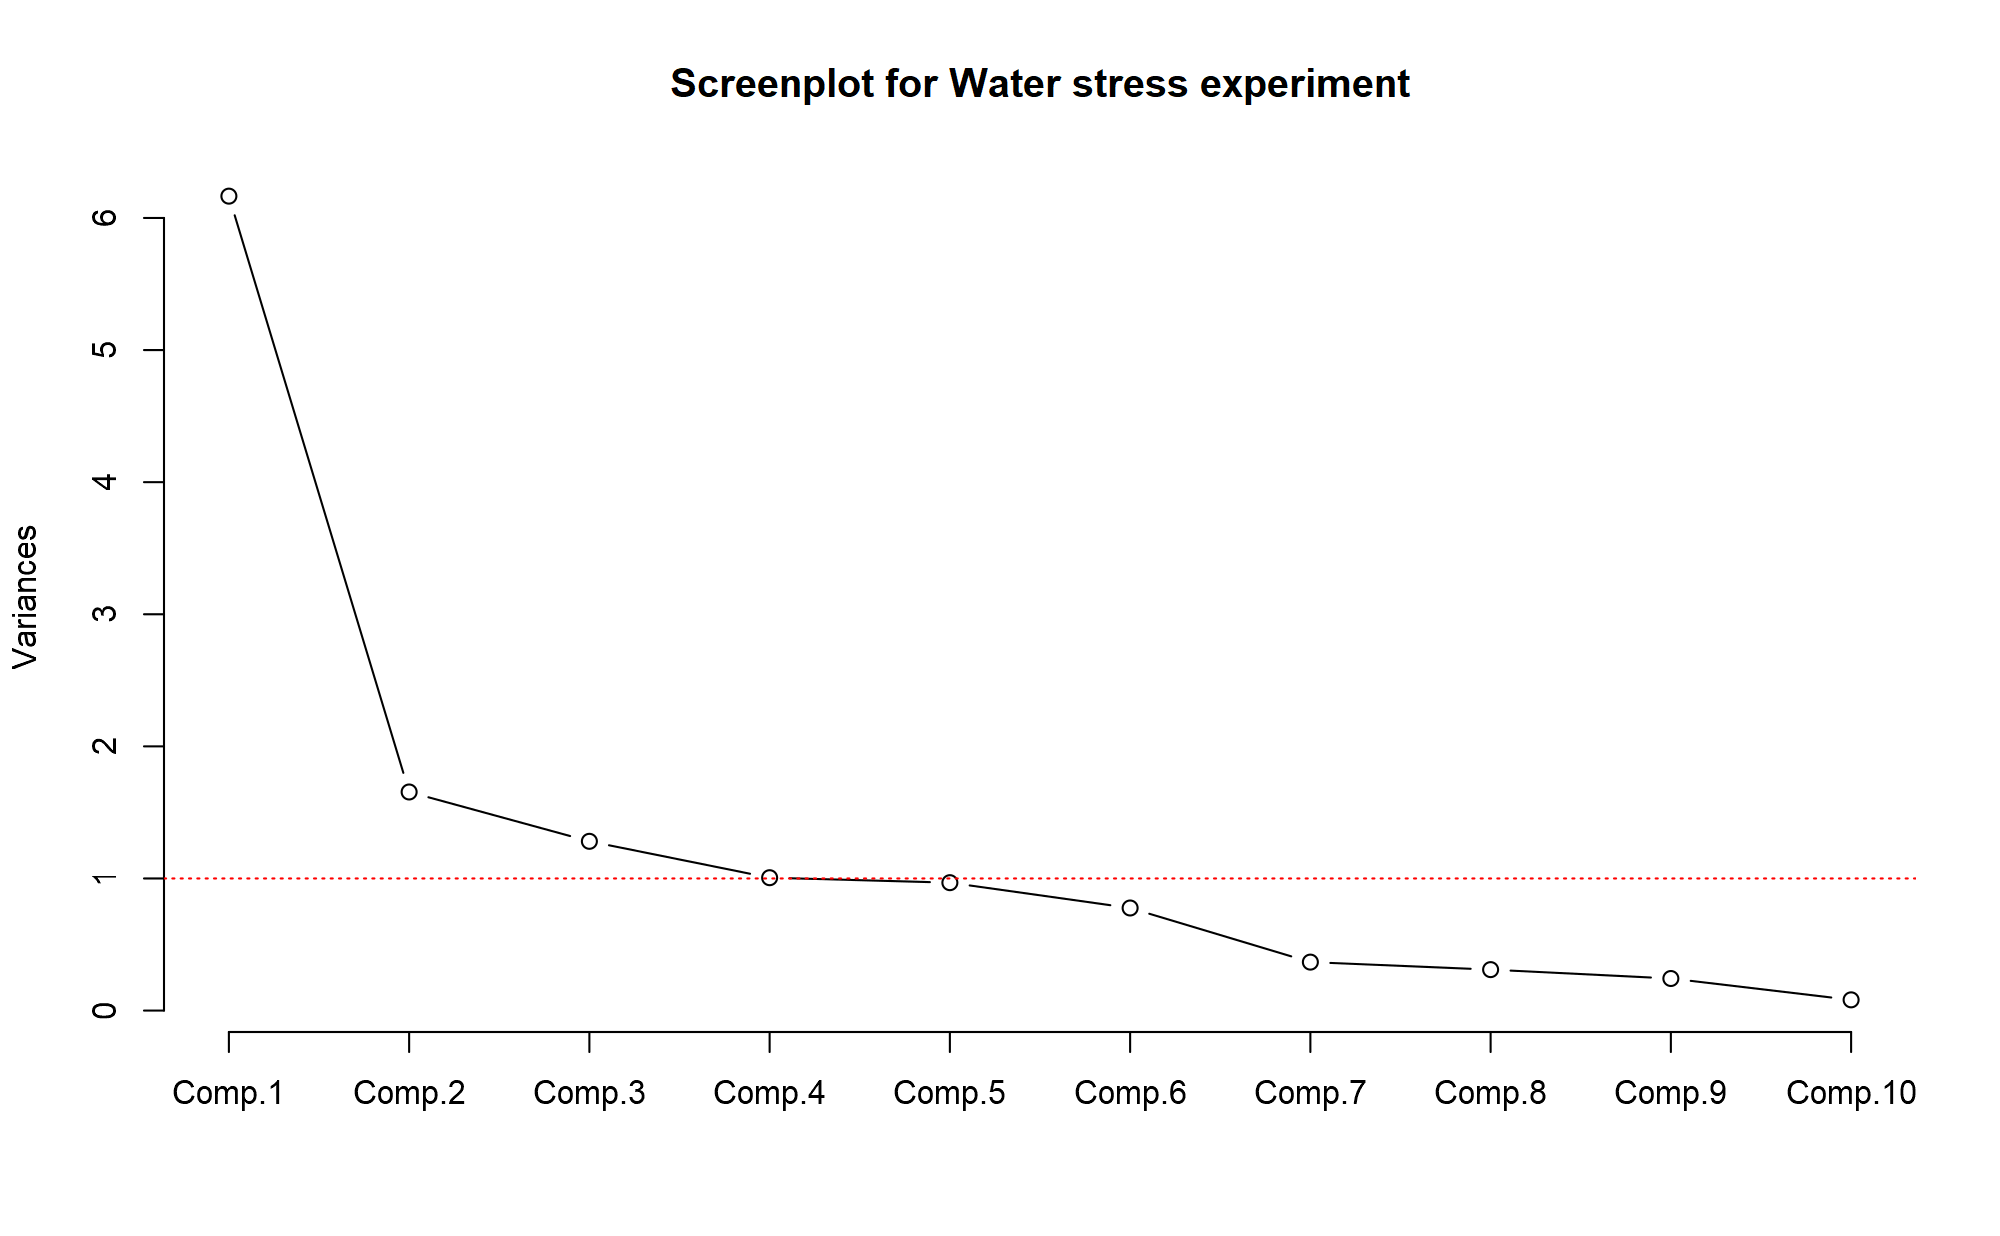 Screenplot for Water stress experiment
Variances
6
5
4
3
2
1
0
Comp.1 Comp.2 Comp.3 Comp.4 Comp.5 Comp.6 Comp.7 Comp.8 Comp.9 Comp.10